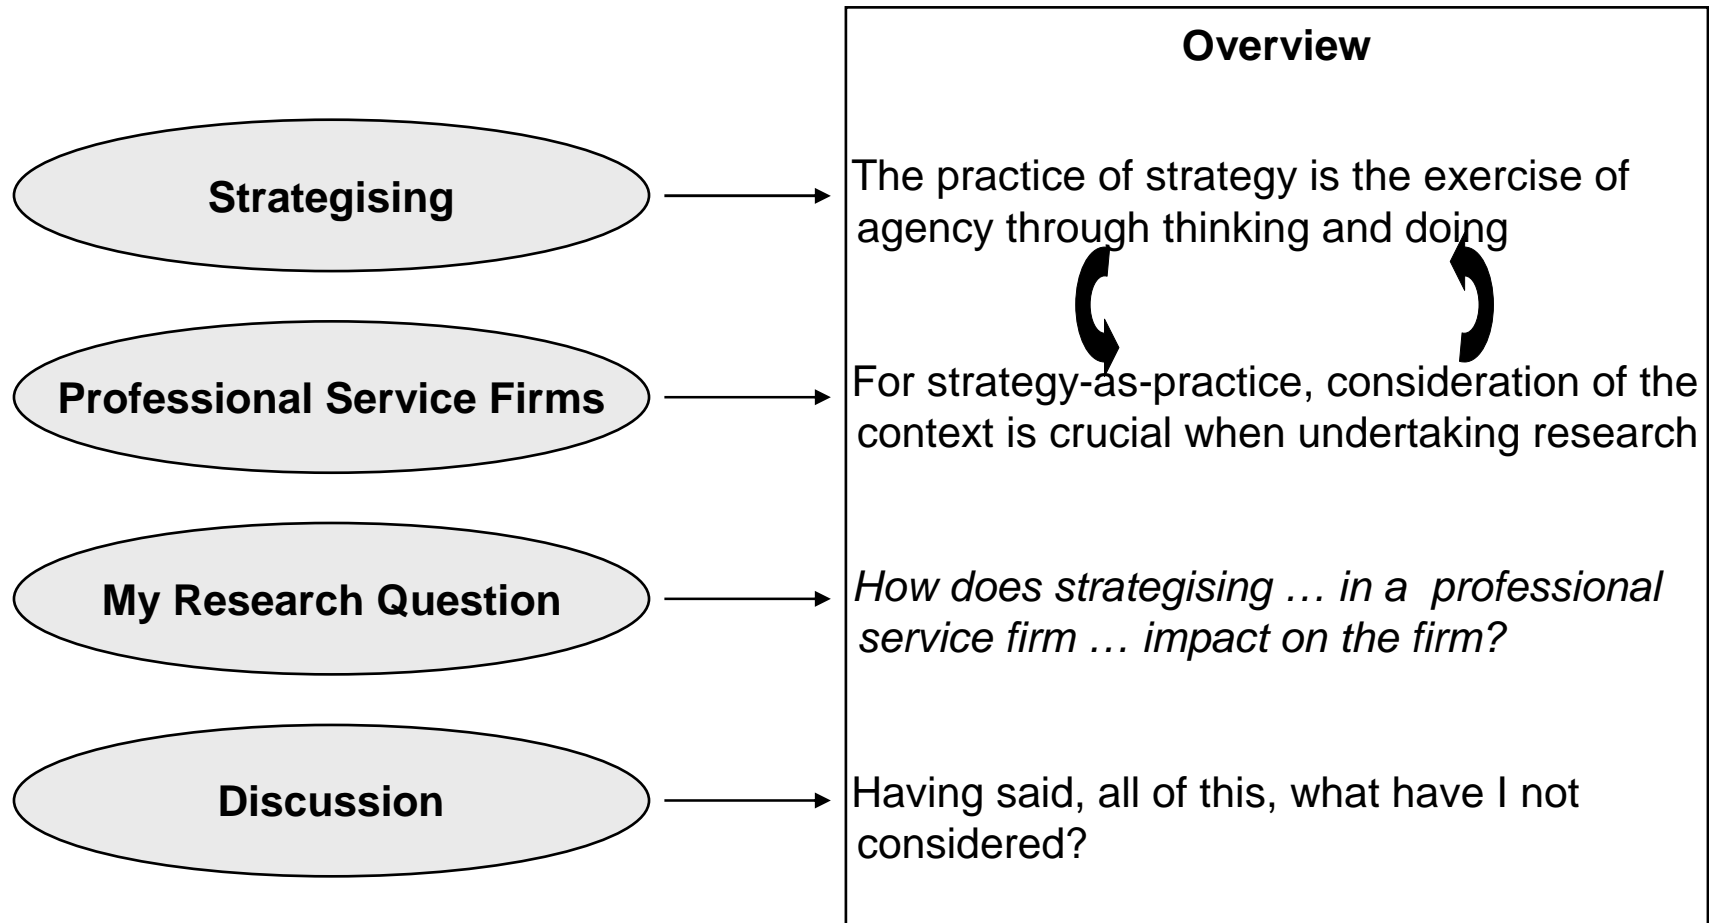 Overview
Strategising
The practice of strategy is the exercise of
agency through thinking and doing
Professional Service Firms
For strategy-as-practice, consideration of the
context is crucial when undertaking research
My Research Question
How does strategising … in a professional
service firm … impact on the firm?
Discussion
Having said, all of this, what have I not
considered?